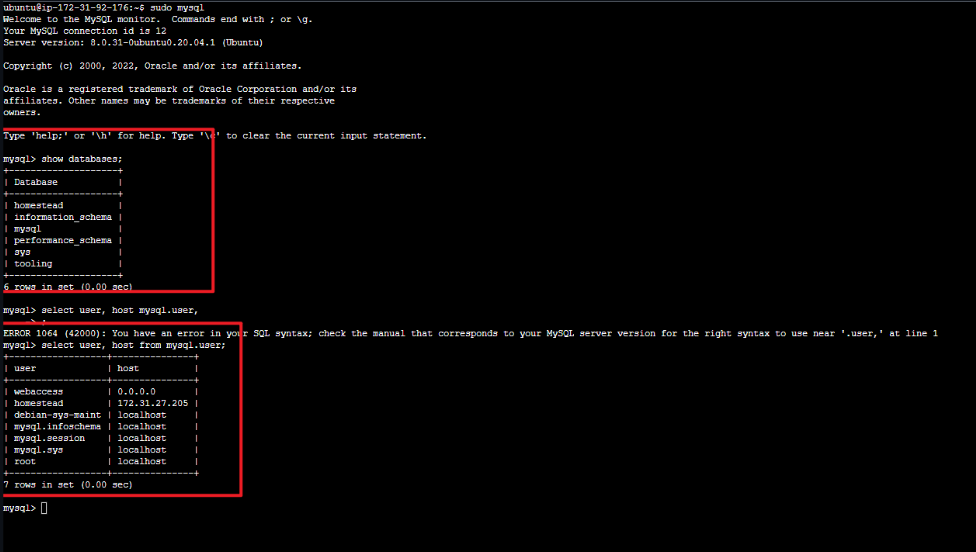 ubuntu@ip-172-31-92-176:~$ sudo mysql
Welcome to the MySQL monitor.  Commands end with ; or \g.
Your MySQL connection id is 12
Server version: 8.0.31-0ubuntu0.20.04.1 (Ubuntu)
Copyright (c) 2000, 2022, Oracle and/or its affiliates.
Oracle is a registered trademark of Oracle Corporation and/or its
affiliates. Other names may be trademarks of their respective
owners.
Type 'help;' or '\h' for help. Type '\c' to clear the current input statement.
mysql> show databases;
+--------------------+
| Database           |
+--------------------+
| homestead          |
| information_schema |
| mysql              |
| performance_schema |
| sys                |
| tooling            |
+--------------------+
6 rows in set (0.00 sec)
mysql> select user, host mysql.user,
    -> ;
ERROR 1064 (42000): You have an error in your SQL syntax; check the manual that corresponds to your MySQL server version for the right syntax to use near '.user,' at line 1
mysql> select user, host from mysql.user;
+------------------+---------------+
| user             | host          |
+------------------+---------------+
| webaccess        | 0.0.0.0       |
| homestead        | 172.31.27.205 |
| debian-sys-maint | localhost     |
| mysql.infoschema | localhost     |
| mysql.session    | localhost     |
| mysql.sys        | localhost     |
| root             | localhost     |
+------------------+---------------+
7 rows in set (0.00 sec)
mysql>